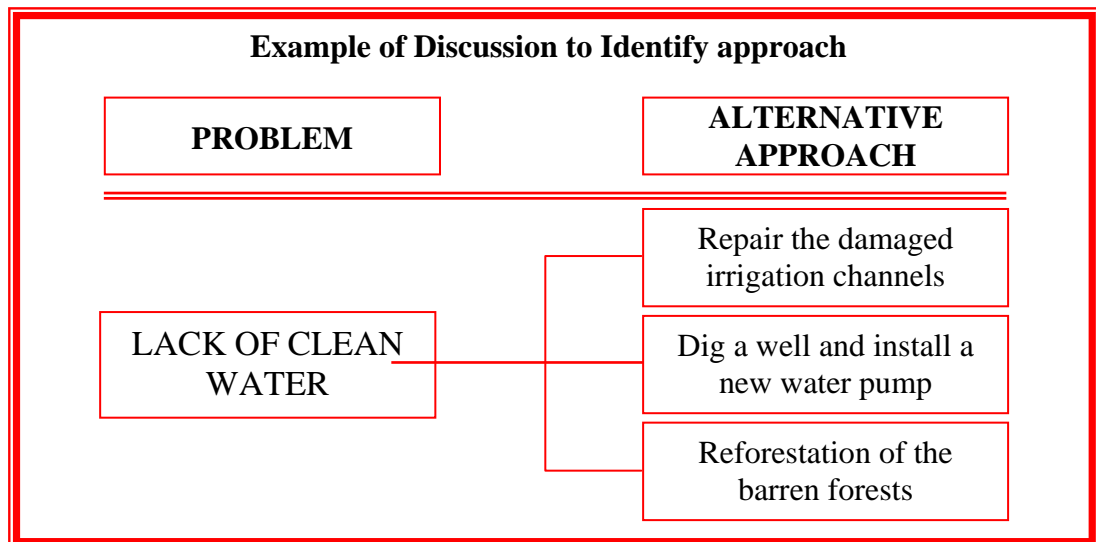 Example of Discussion to Identify approach
PROBLEM
ALTERNATIVE
APPROACH
LACK OF CLEAN
WATER
Repair the damaged
irrigation channels
Dig a well and install a
new water pump
Reforestation of the
barren forests